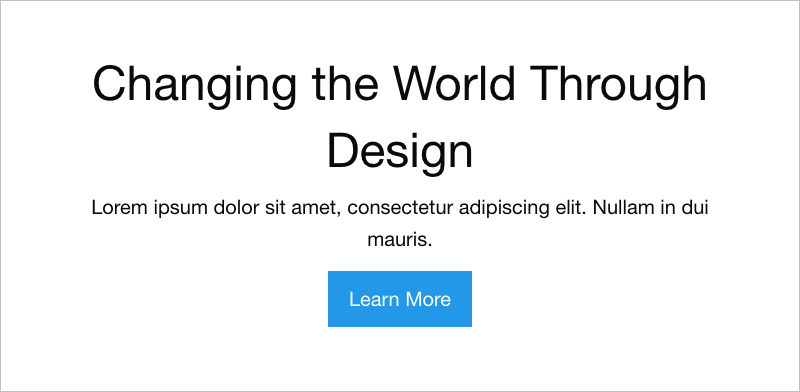 Changing the World Through
Design
Lorem ipsum dolor sit amet, consectetur adipiscing elit. Nullam in dui
mauris.
Learn More